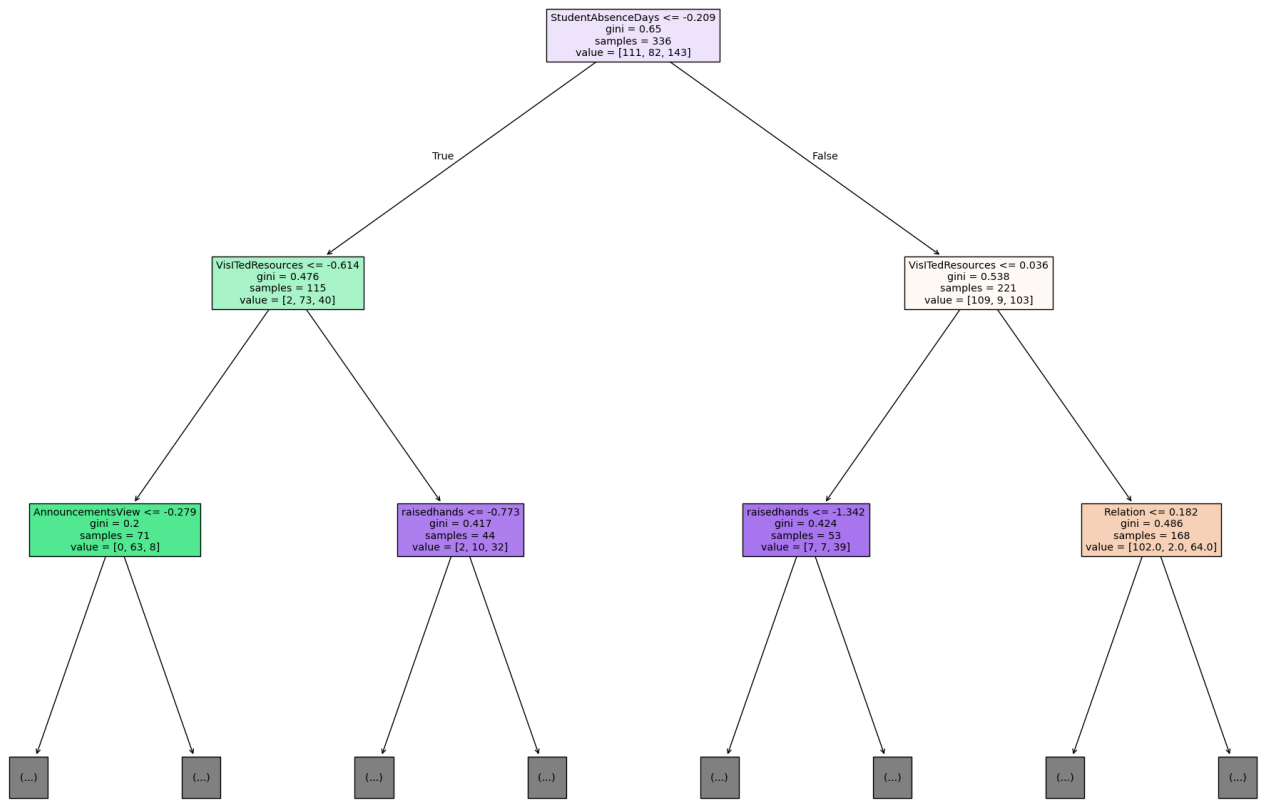 StudentAbsenceDays <= -0.209
gini = 0.65
samples = 336
value = [111, 82, 143]
True
False
VisITedResources <= -0.614
gini = 0.476
samples = 115
value = [2, 73, 40]
VisITedResources <= 0.036
gini = 0.538
samples = 221
value = [109, 9, 103]
AnnouncementsView <= -0.279
gini = 0.2
samples = 71
value = [0, 63, 8]
raisedhands <= -0.773
gini = 0.417
samples = 44
value = [2, 10, 32]
raisedhands <= -1.342
gini = 0.424
samples = 53
value = [7, 7, 39]
Relation <= 0.182
gini = 0.486
samples = 168
value = [102.0, 2.0, 64.0]
(...)
(...)
(...)
(...)
(...)
(...)
(...)
(...)